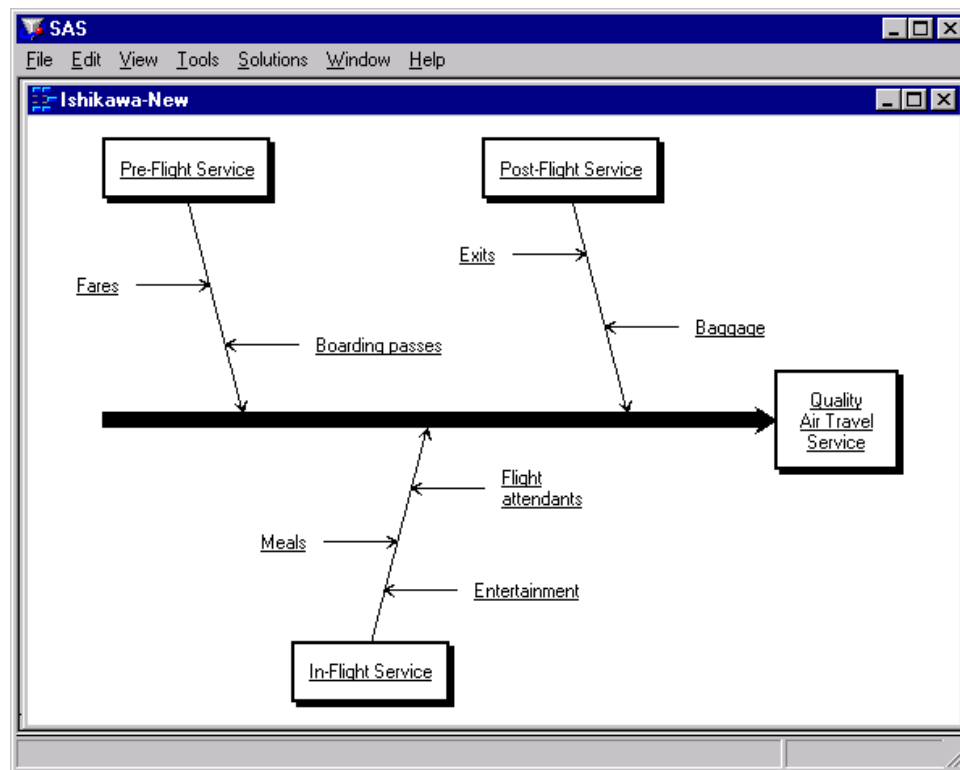 SAS
File Edit View Tools Solutions Window Help
Ishikawa-New
Pre-Flight Service
Post-Flight Service
Exits
Fares
Baggage
Boarding passes
Quality
Air Travel
Service
Flight
attendants
Meals
Entertainment
In-Flight Service